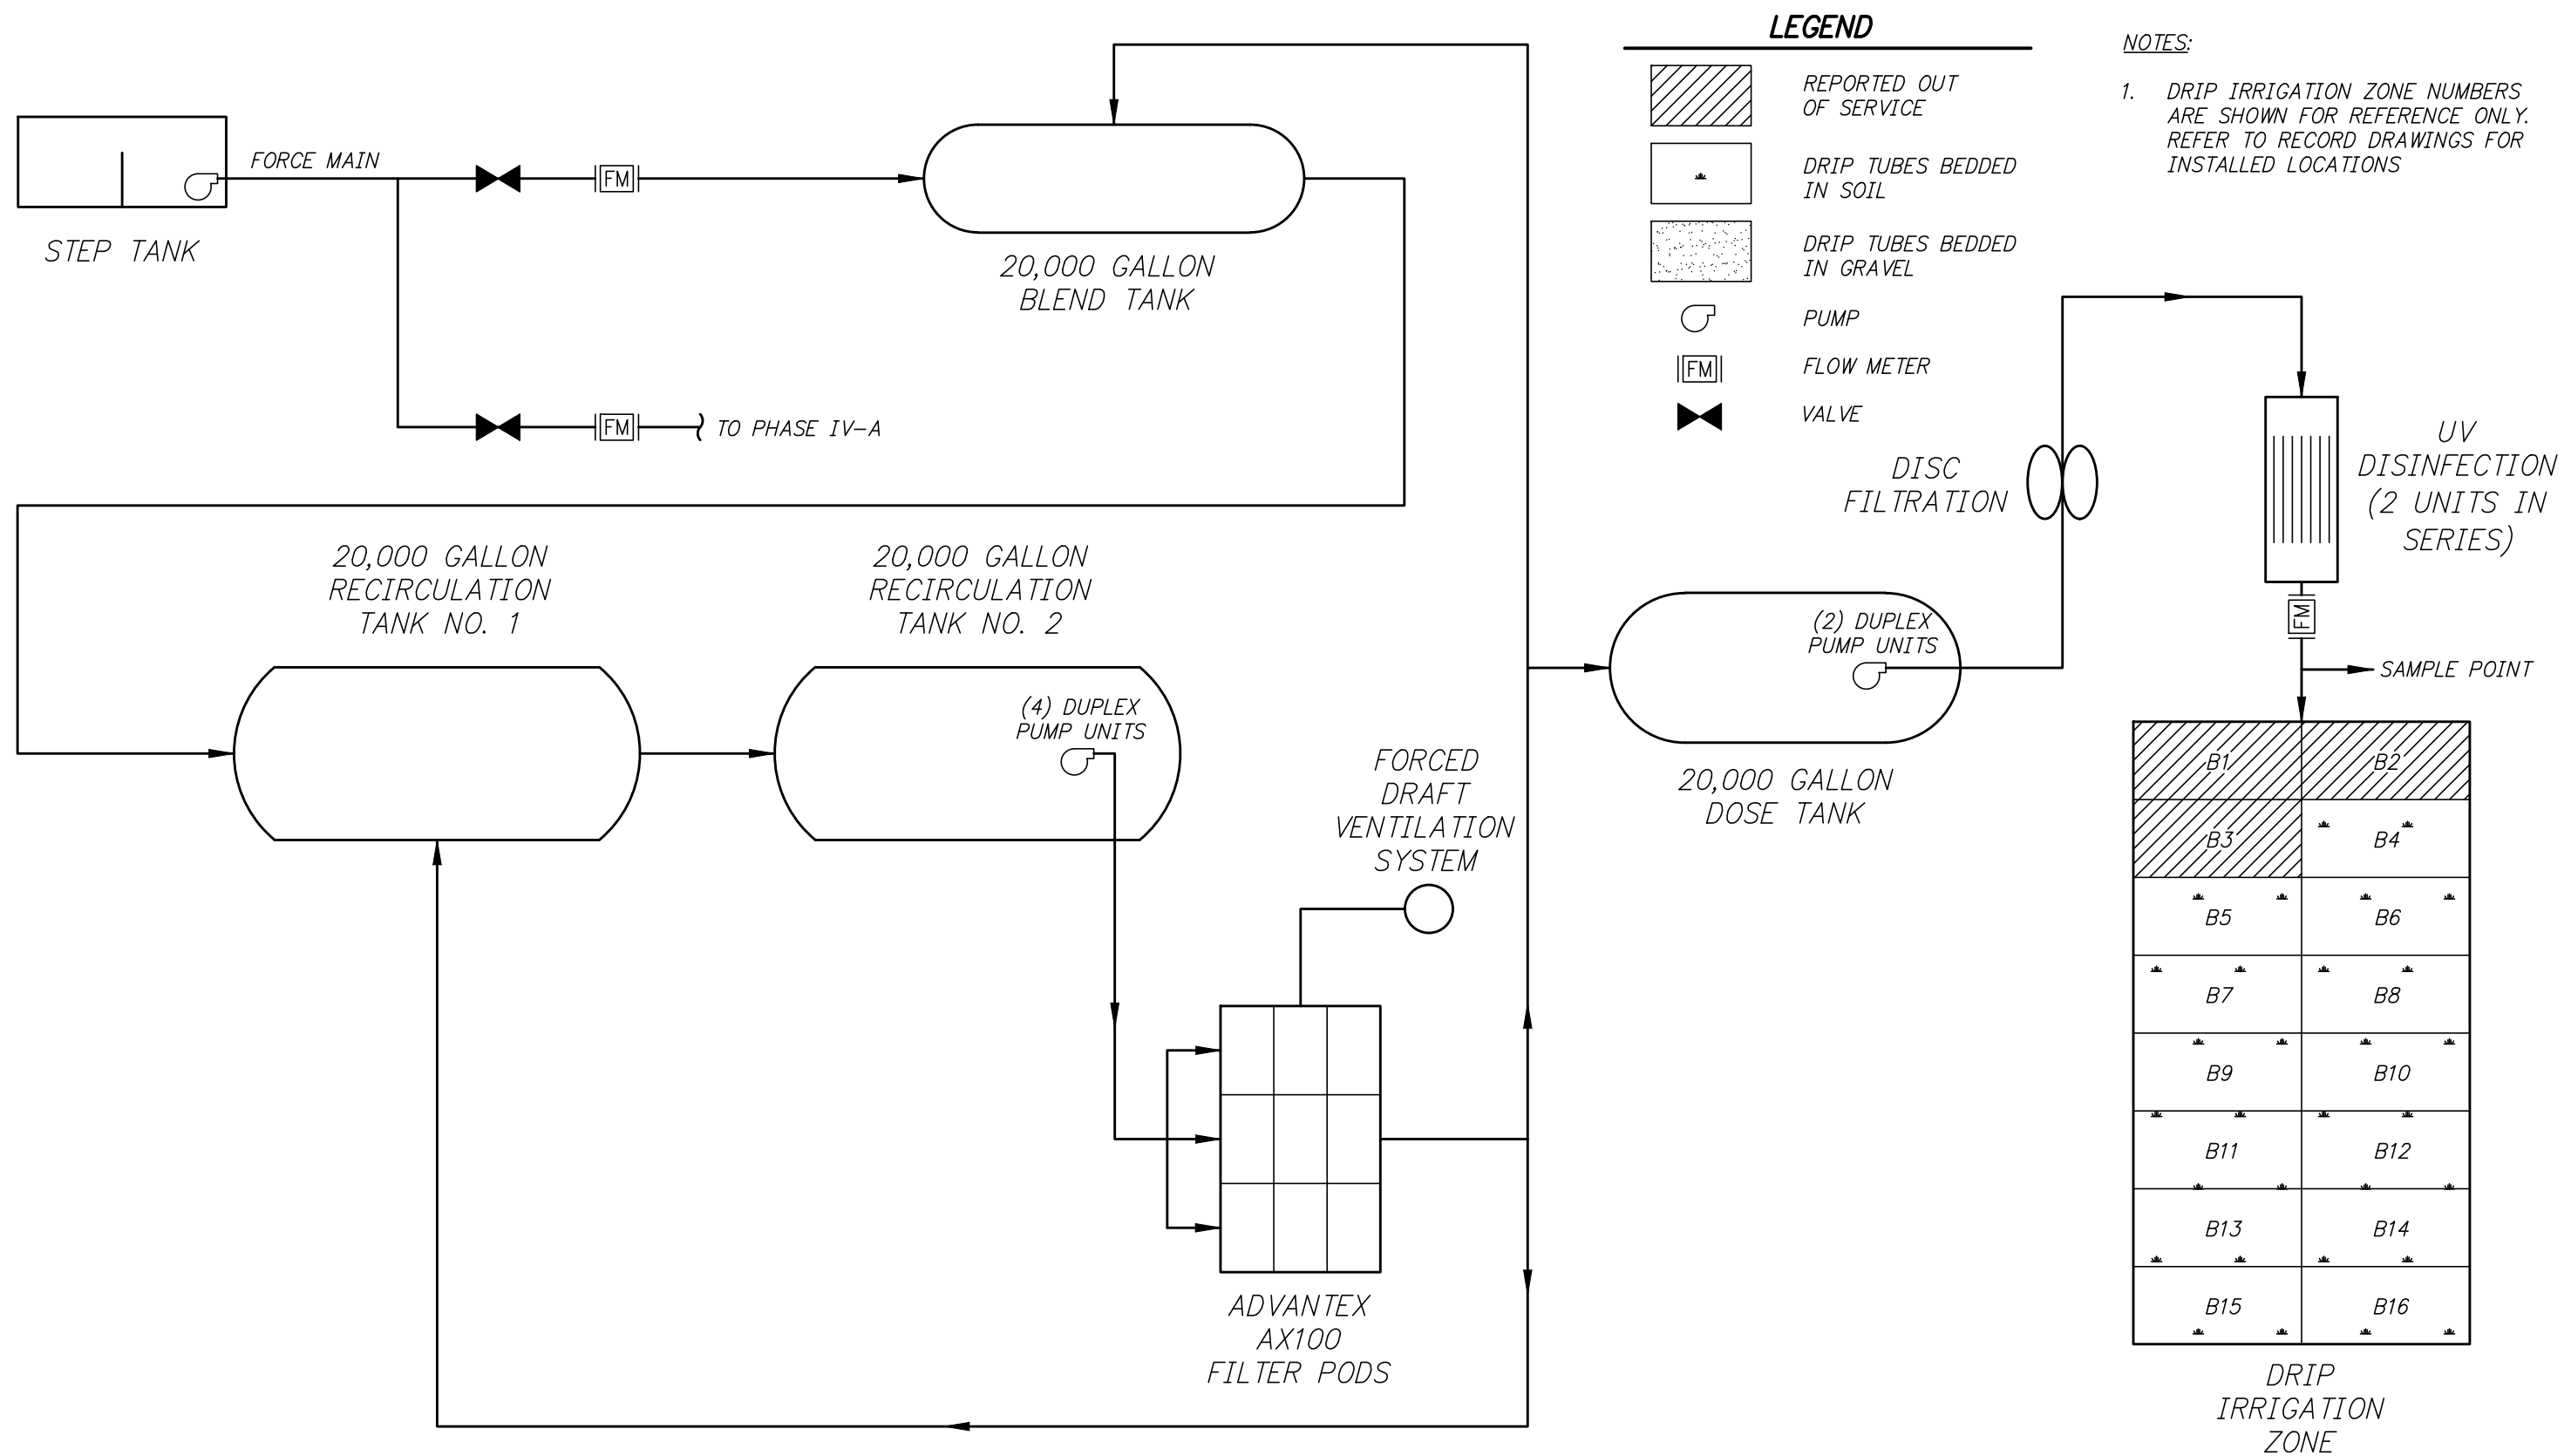 STEP TANK
FORCE MAIN
FM
20,000 GALLON
BLEND TANK
FM
TO PHASE IV-A
LEGEND
REPORTED OUT
OF SERVICE
DRIP TUBES BEDDED
IN SOIL
DRIP TUBES BEDDED
IN GRAVEL
PUMP
FM
FLOW METER
VALVE
NOTES:
1. DRIP IRRIGATION ZONE NUMBERS
ARE SHOWN FOR REFERENCE ONLY.
REFER TO RECORD DRAWINGS FOR
INSTALLED LOCATIONS
20,000 GALLON
RECIRCULATION
TANK NO. 1
20,000 GALLON
RECIRCULATION
TANK NO. 2
(4) DUPLEX
PUMP UNITS
FORCED
DRAFT
VENTILATION
SYSTEM
ADVANTEX
AX100
FILTER PODS
(2) DUPLEX
PUMP UNITS
20,000 GALLON
DOSE TANK
DISC
FILTRATION
UV
DISINFECTION
(2 UNITS IN
SERIES)
FM
SAMPLE POINT
B1
B2
B3
B4
B5
B6
B7
B8
B9
B10
B11
B12
B13
B14
B15
B16
DRIP
IRRIGATION
ZONE